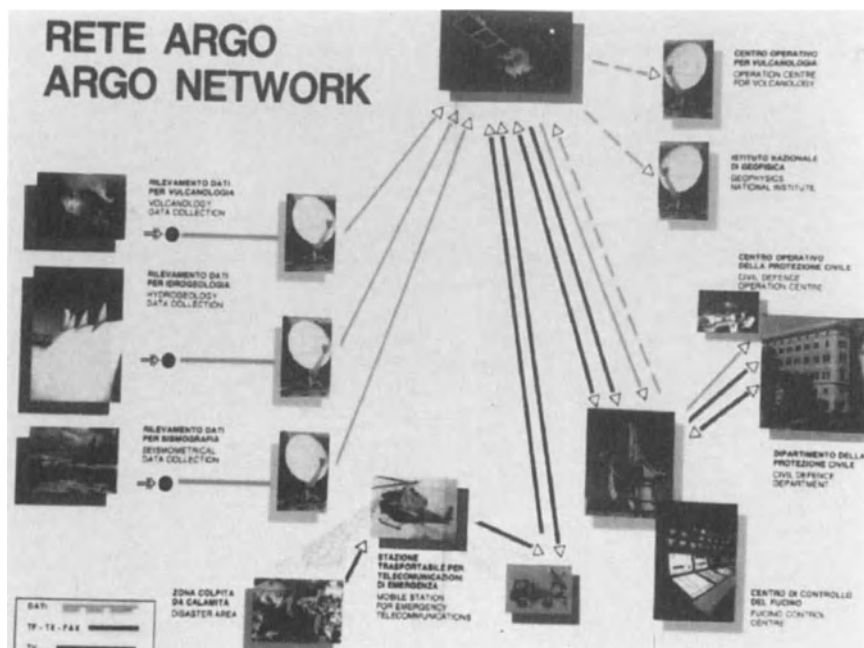 RETE ARGO
ARGO NETWORK
CENTRO OPERATIVO
PER VULCANOLOGIA
OPERATION CENTRE
FOR VOLCANOLOGY
ISTITUTO NAZIONALE
DI GEOFISICA
GEOPHYSICS
NATIONAL INSTITUTE
RILEVAMENTO DATI
PER VULCANOLOGIA
VOLCANOLOGY
DATA COLLECTION
RILEVAMENTO DATI
PER IDROGEOLOGIA
HYDROGEOLOGY
DATA COLLECTION
RILEVAMENTO DATI
PER SISMOGRAFIA
SEISMOMETRICAL
DATA COLLECTION
CENTRO OPERATIVO
DELLA PROTEZIONE CIVILE
CIVIL DEFENCE
OPERATION CENTRE
DIPARTIMENTO DELLA
PROTEZIONE CIVILE
CIVIL DEFENCE
DEPARTMENT
ZONA COLPITA
DA CALAMITÀ
DISASTER AREA
STAZIONE
TRASPORTABILE PER
TELECOMUNICAZIONI
DI EMERGENZA
MOBILE STATION
FOR EMERGENCY
TELECOMMUNICATIONS
CENTRO DI CONTROLLO
DEL FUCINO
FUCINO CONTROL
CENTRE
DATI
TF - TX - FAX